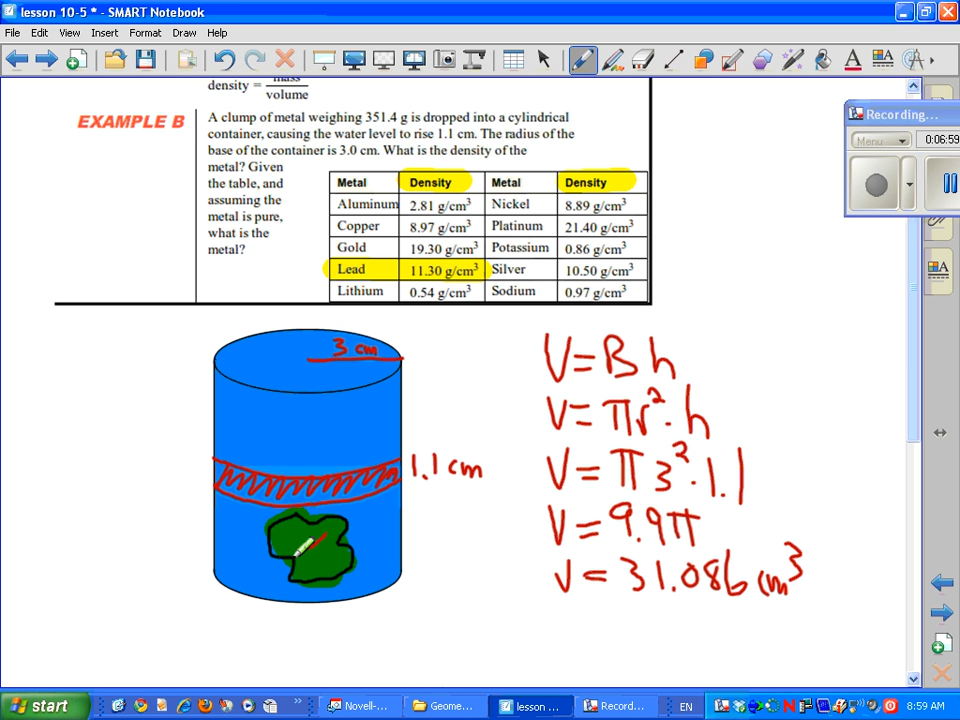 lesson 10-5 * - SMART Notebook
File Edit View Insert Format Draw Help
density = mass
volume
EXAMPLE B
A clump of metal weighing 351.4 g is dropped into a cylindrical
container, causing the water level to rise 1.1 cm. The radius of the
base of the container is 3.0 cm. What is the density of the
metal? Given
the table, and
assuming the
metal is pure,
what is the
metal?
Metal Density Metal Density
Aluminum 2.81 g/cm³ Nickel 8.89 g/cm³
Copper 8.97 g/cm³ Platinum 21.40 g/cm³
Gold 19.30 g/cm³ Potassium 0.86 g/cm³
Lead 11.30 g/cm³ Silver 10.50 g/cm³
Lithium 0.54 g/cm³ Sodium 0.97 g/cm³
Recording...
Menu 0:06:59
3 cm
1.1 cm
V=Bh
V=πr²·h
V=π3²·1.1
V=9.9π
V=31.086 cm³
start Novell-... Geome... lesson ... Record... EN 8:59 AM